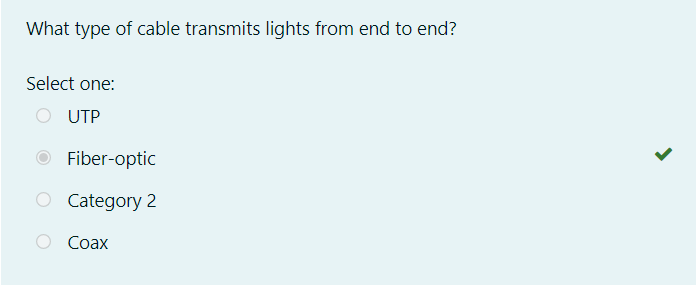 What type of cable transmits lights from end to end?
Select one:
UTP
Fiber-optic
Category 2
Coax